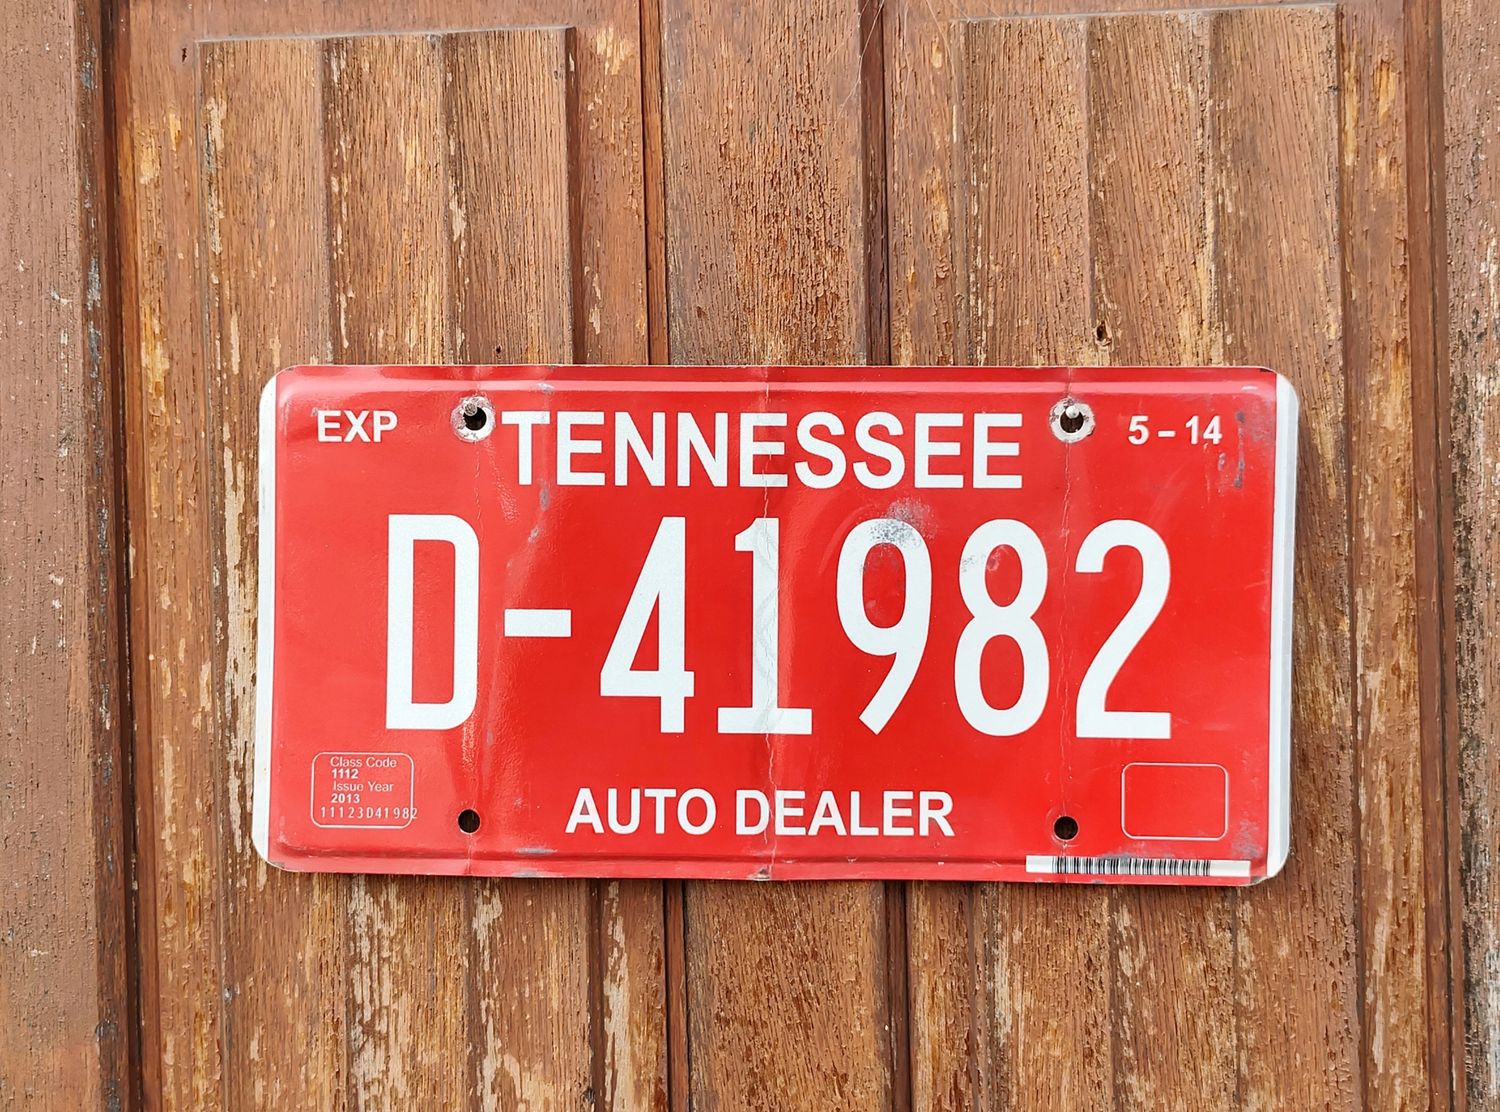 EXP TENNESSEE 5-14
D-41982
Class Code
1112
Issue Year
2013
11123D41982
AUTO DEALER